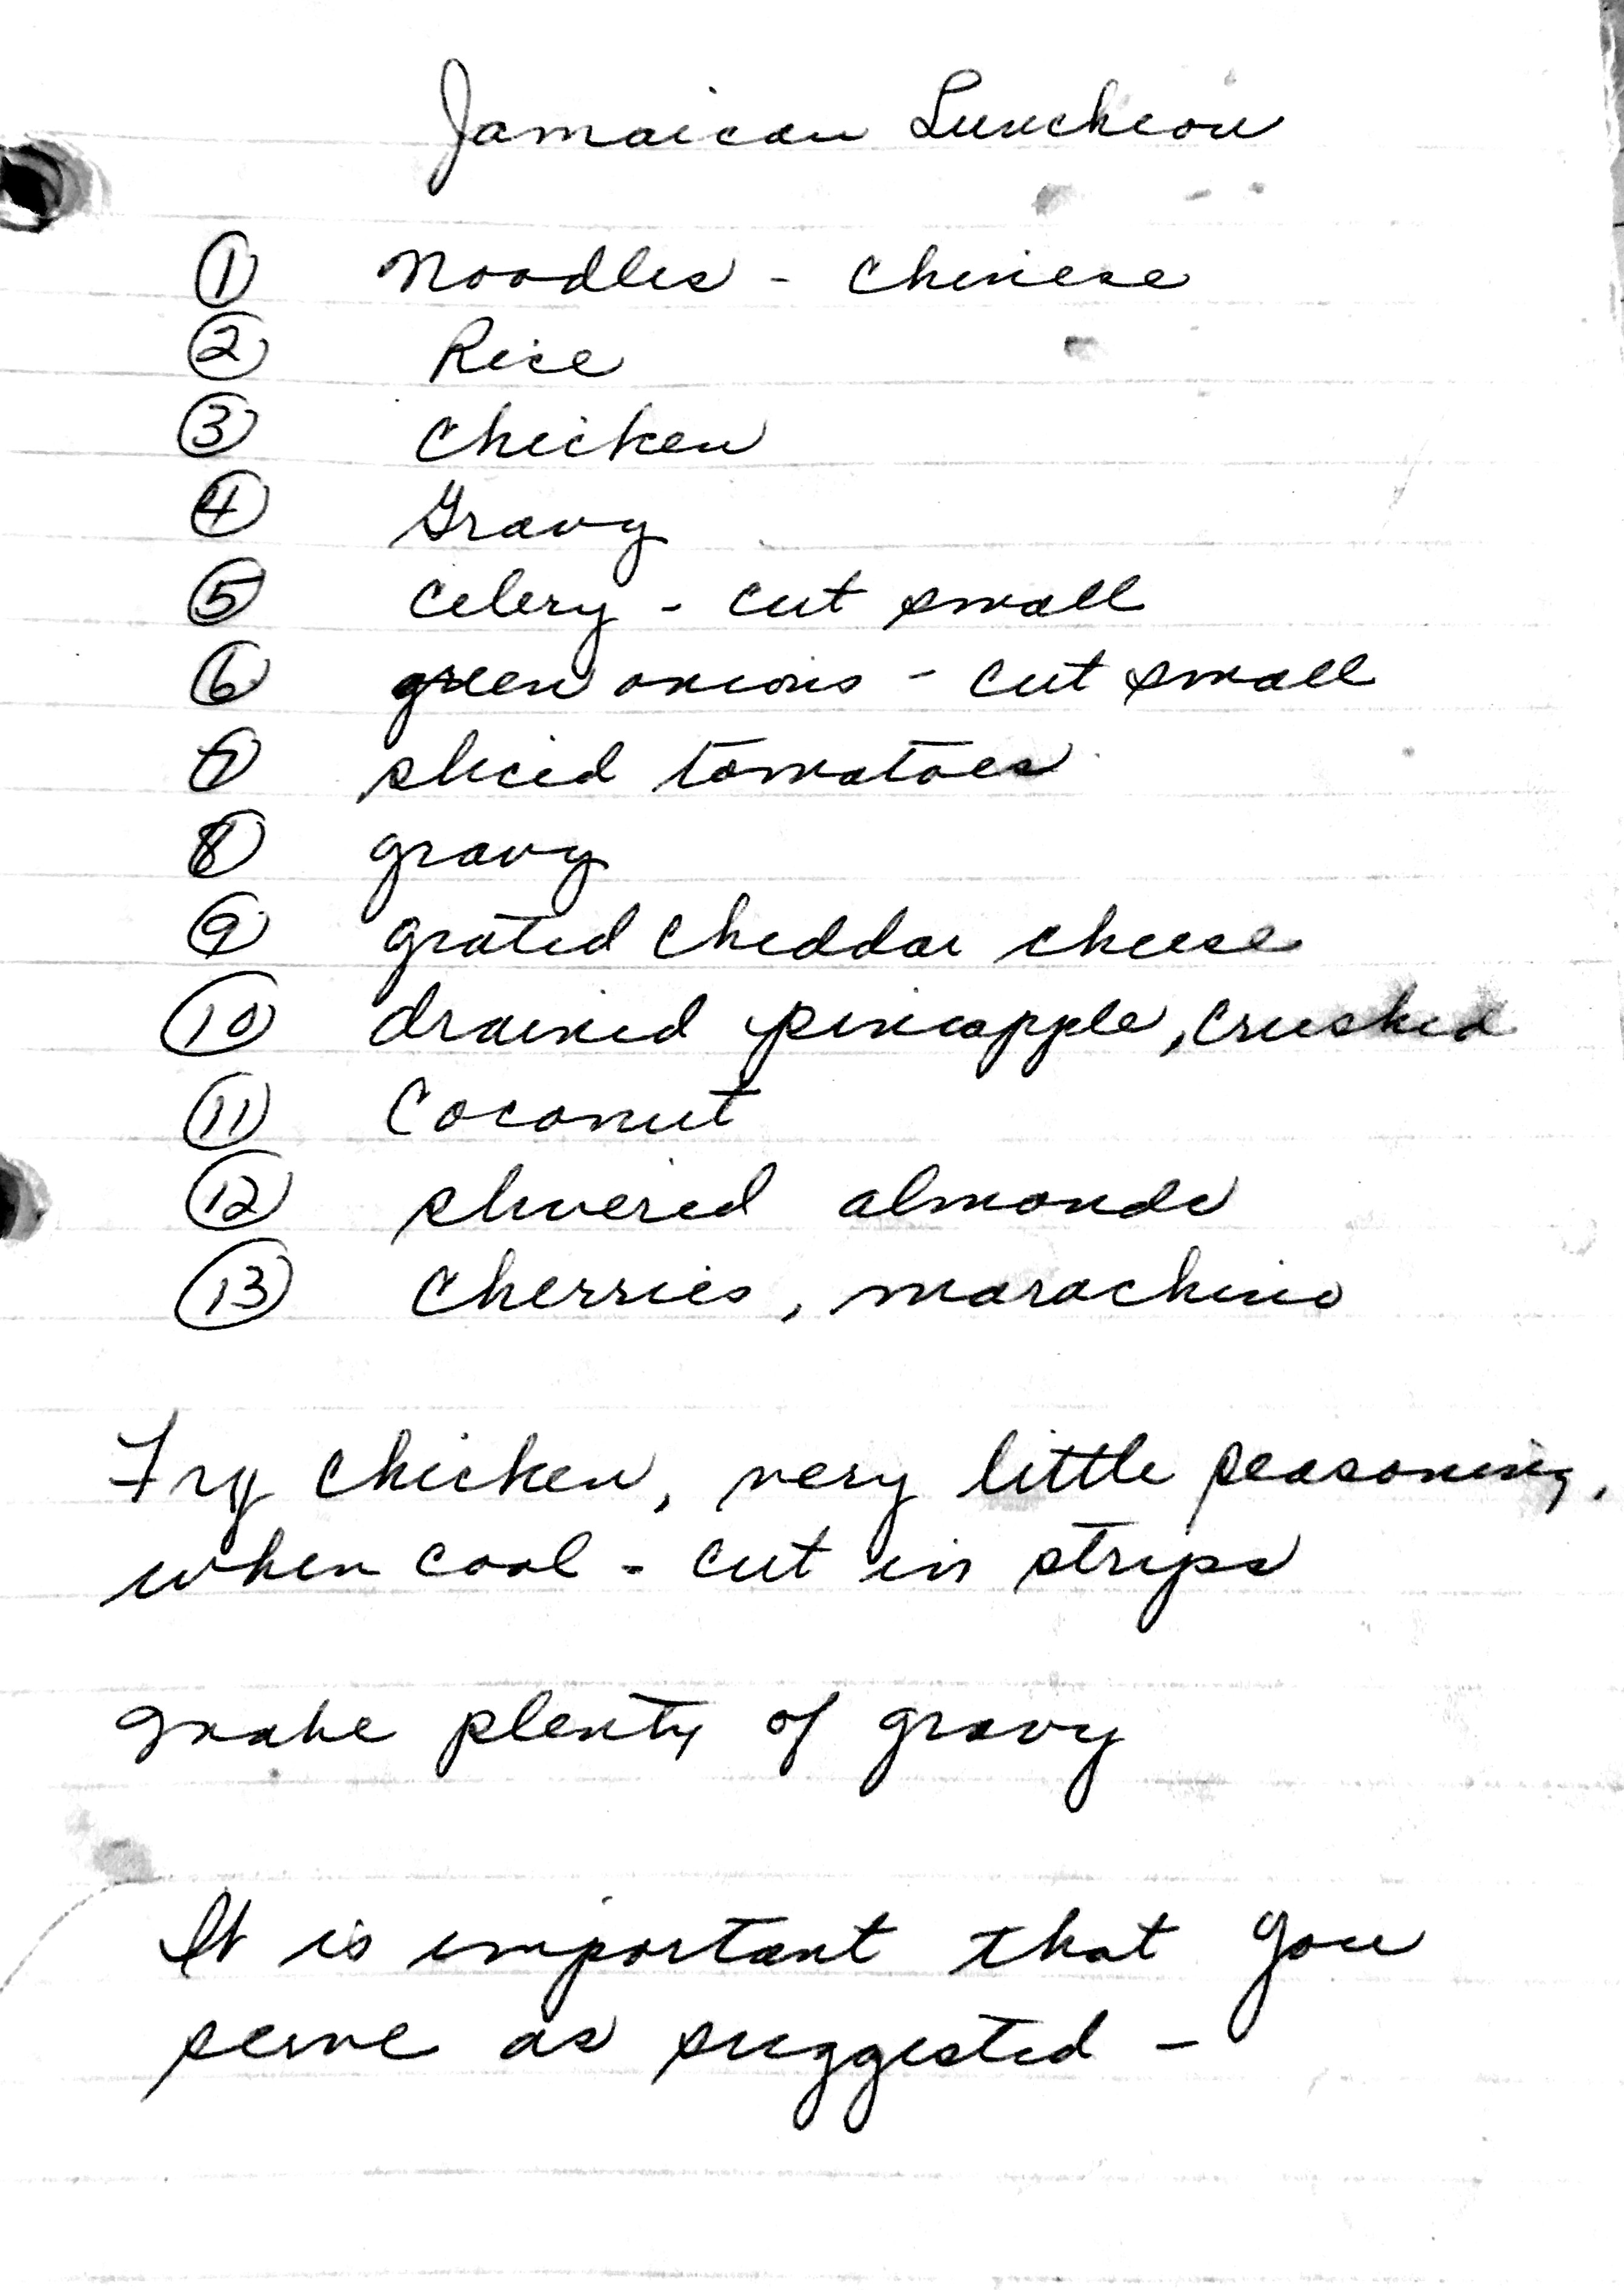 Jamaican Luncheon
① Noodles - Chinese
② Rice
③ Chicken
④ Gravy
⑤ Celery - cut small
⑥ green onions - cut small
⑦ sliced tomatoes
⑧ gravy
⑨ grated cheddar cheese
⑩ drained pineapple, crushed
⑪ Coconut
⑫ slivered almonds
⑬ Cherries, marachino
Fry chicken, very little seasoning,
when cool - cut in strips
Make plenty of gravy
It is important that you
serve as suggested -